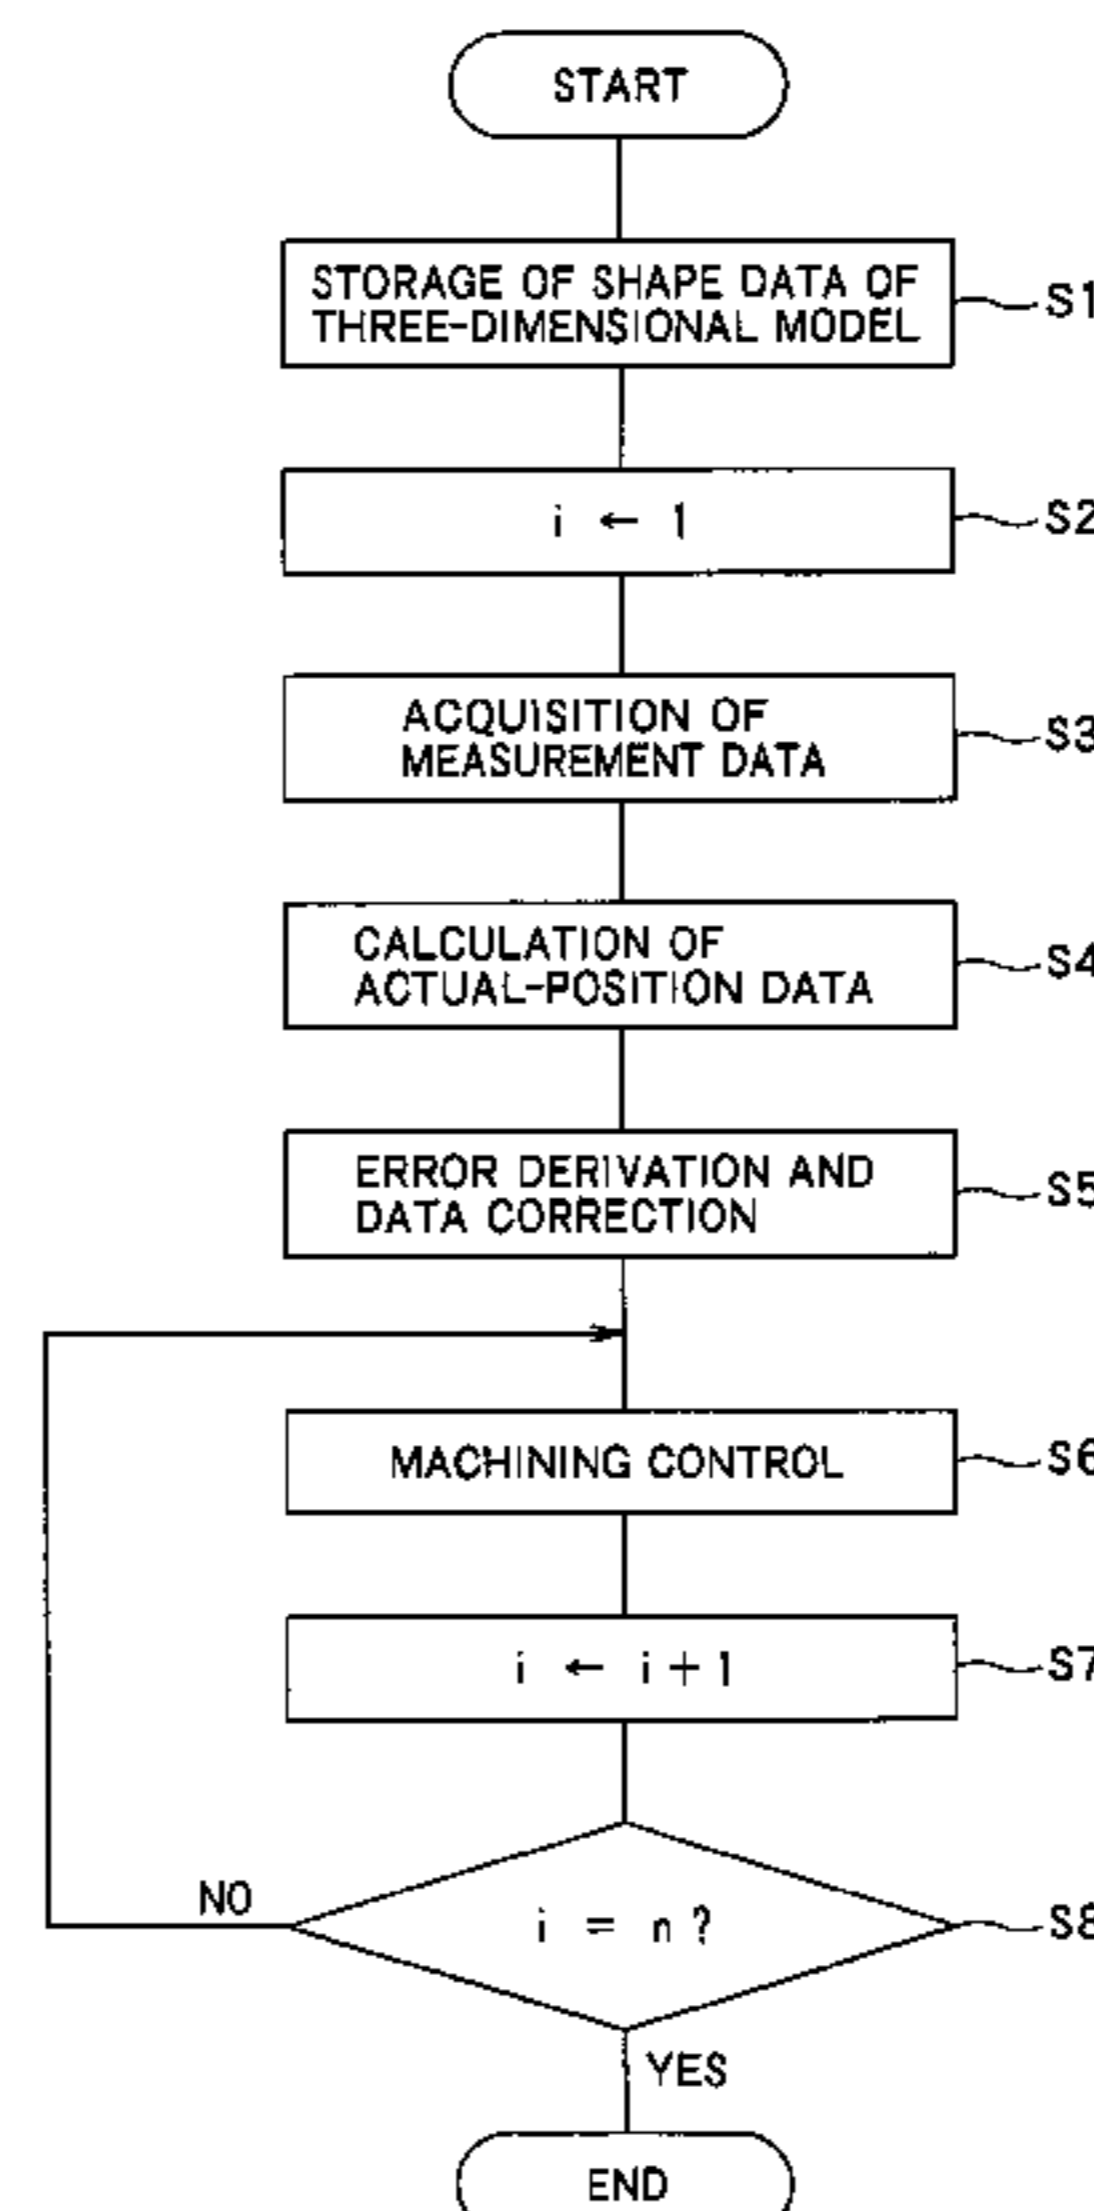 START
STORAGE OF SHAPE DATA OF
THREE-DIMENSIONAL MODEL
S1
i ← 1
S2
ACQUISITION OF
MEASUREMENT DATA
S3
CALCULATION OF
ACTUAL-POSITION DATA
S4
ERROR DERIVATION AND
DATA CORRECTION
S5
MACHINING CONTROL
S6
i ← i + 1
S7
NO
i = n ?
S8
YES
END